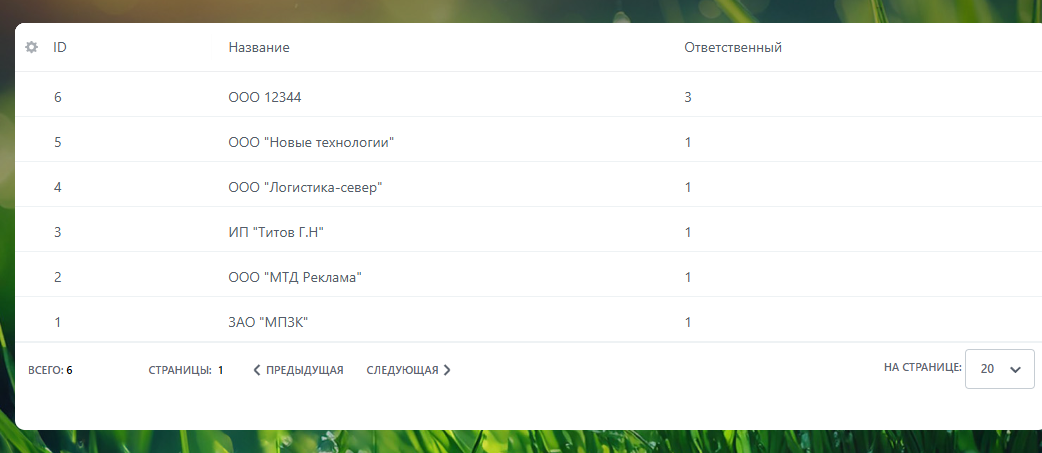 ID Название Ответственный
6 ООО 12344 3
5 ООО "Новые технологии" 1
4 ООО "Логистика-север" 1
3 ИП "Титов Г.Н" 1
2 ООО "МТД Реклама" 1
1 ЗАО "МПЗК" 1
ВСЕГО: 6 СТРАНИЦЫ: 1 ПРЕДЫДУЩАЯ СЛЕДУЮЩАЯ НА СТРАНИЦЕ: 20